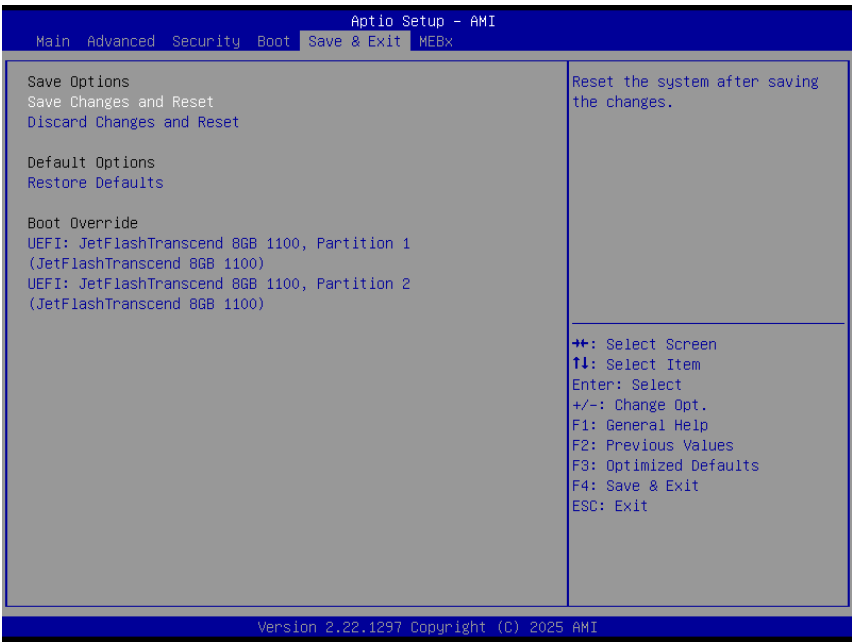 Aptio Setup – AMI
Main Advanced Security Boot Save & Exit MEBx
Save Options
Save Changes and Reset
Discard Changes and Reset
Default Options
Restore Defaults
Boot Override
UEFI: JetFlashTranscend 8GB 1100, Partition 1
(JetFlashTranscend 8GB 1100)
UEFI: JetFlashTranscend 8GB 1100, Partition 2
(JetFlashTranscend 8GB 1100)
Reset the system after saving
the changes.
→←: Select Screen
↑↓: Select Item
Enter: Select
+/-: Change Opt.
F1: General Help
F2: Previous Values
F3: Optimized Defaults
F4: Save & Exit
ESC: Exit
Version 2.22.1297 Copyright (C) 2025 AMI